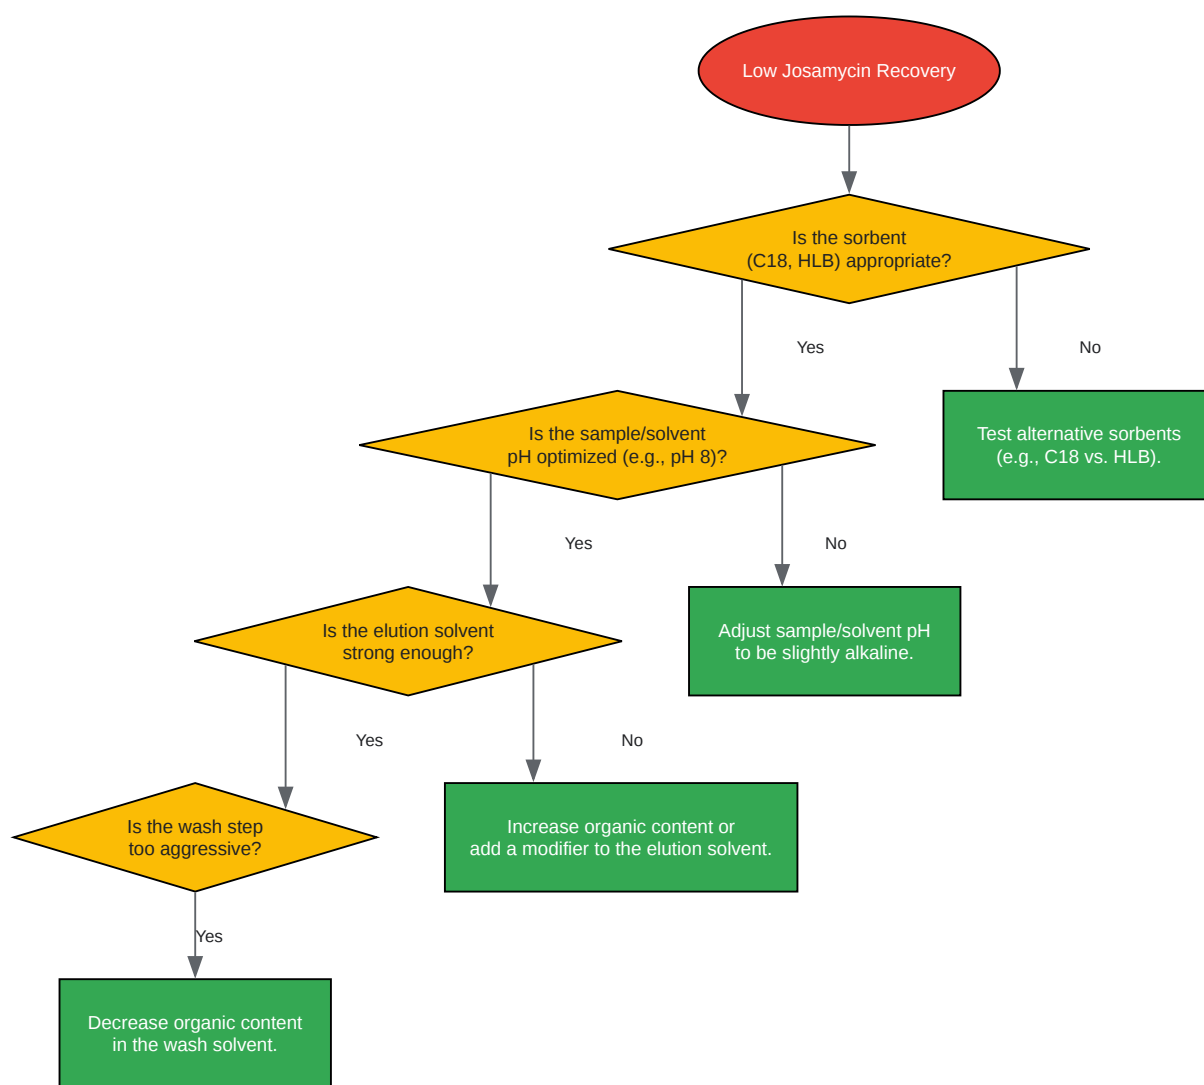 Low Josamycin Recovery
Is the sorbent
(C18, HLB) appropriate?
Yes
No
Is the sample/solvent
pH optimized (e.g., pH 8)?
Test alternative sorbents
(e.g., C18 vs. HLB).
Yes
No
Is the elution solvent
strong enough?
Adjust sample/solvent pH
to be slightly alkaline.
Yes
No
Is the wash step
too aggressive?
Increase organic content or
add a modifier to the elution solvent.
Yes
Decrease organic content
in the wash solvent.